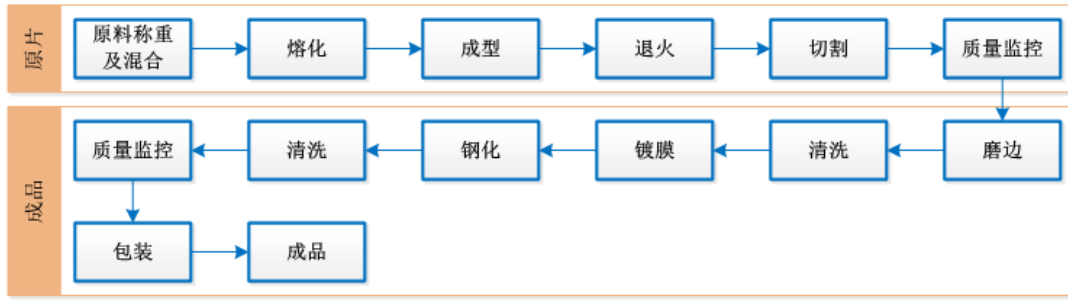 原片
原料称重
及混合
熔化
成型
退火
切割
质量监控
成品
磨边
清洗
镀膜
钢化
清洗
质量监控
包装
成品